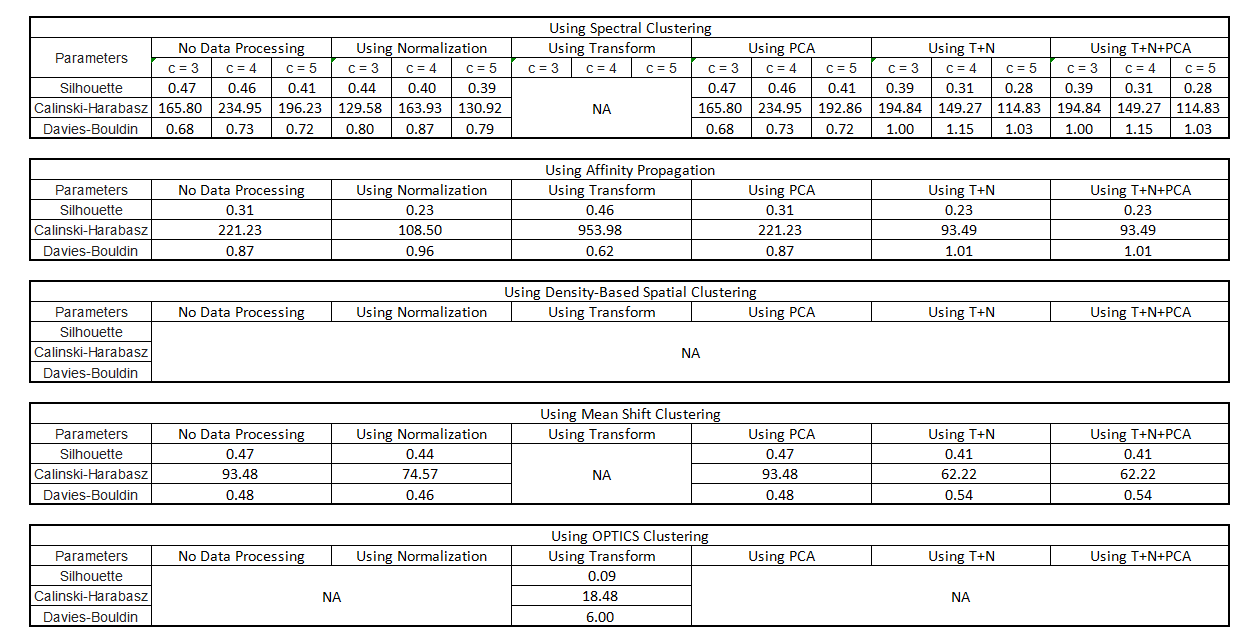 Using Spectral Clustering
Parameters No Data Processing Using Normalization Using Transform Using PCA Using T+N Using T+N+PCA
c = 3 c = 4 c = 5 c = 3 c = 4 c = 5 c = 3 c = 4 c = 5 c = 3 c = 4 c = 5 c = 3 c = 4 c = 5 c = 3 c = 4 c = 5
Silhouette 0.47 0.46 0.41 0.44 0.40 0.39 0.47 0.46 0.41 0.39 0.31 0.28 0.39 0.31 0.28
Calinski-Harabasz 165.80 234.95 196.23 129.58 163.93 130.92 NA 165.80 234.95 192.86 194.84 149.27 114.83 194.84 149.27 114.83
Davies-Bouldin 0.68 0.73 0.72 0.80 0.87 0.79 0.68 0.73 0.72 1.00 1.15 1.03 1.00 1.15 1.03
Using Affinity Propagation
Parameters No Data Processing Using Normalization Using Transform Using PCA Using T+N Using T+N+PCA
Silhouette 0.31 0.23 0.46 0.31 0.23 0.23
Calinski-Harabasz 221.23 108.50 953.98 221.23 93.49 93.49
Davies-Bouldin 0.87 0.96 0.62 0.87 1.01 1.01
Using Density-Based Spatial Clustering
Parameters No Data Processing Using Normalization Using Transform Using PCA Using T+N Using T+N+PCA
Silhouette
Calinski-Harabasz NA
Davies-Bouldin
Using Mean Shift Clustering
Parameters No Data Processing Using Normalization Using Transform Using PCA Using T+N Using T+N+PCA
Silhouette 0.47 0.44 0.47 0.41 0.41
Calinski-Harabasz 93.48 74.57 NA 93.48 62.22 62.22
Davies-Bouldin 0.48 0.46 0.48 0.54 0.54
Using OPTICS Clustering
Parameters No Data Processing Using Normalization Using Transform Using PCA Using T+N Using T+N+PCA
Silhouette 0.09
Calinski-Harabasz NA 18.48 NA
Davies-Bouldin 6.00